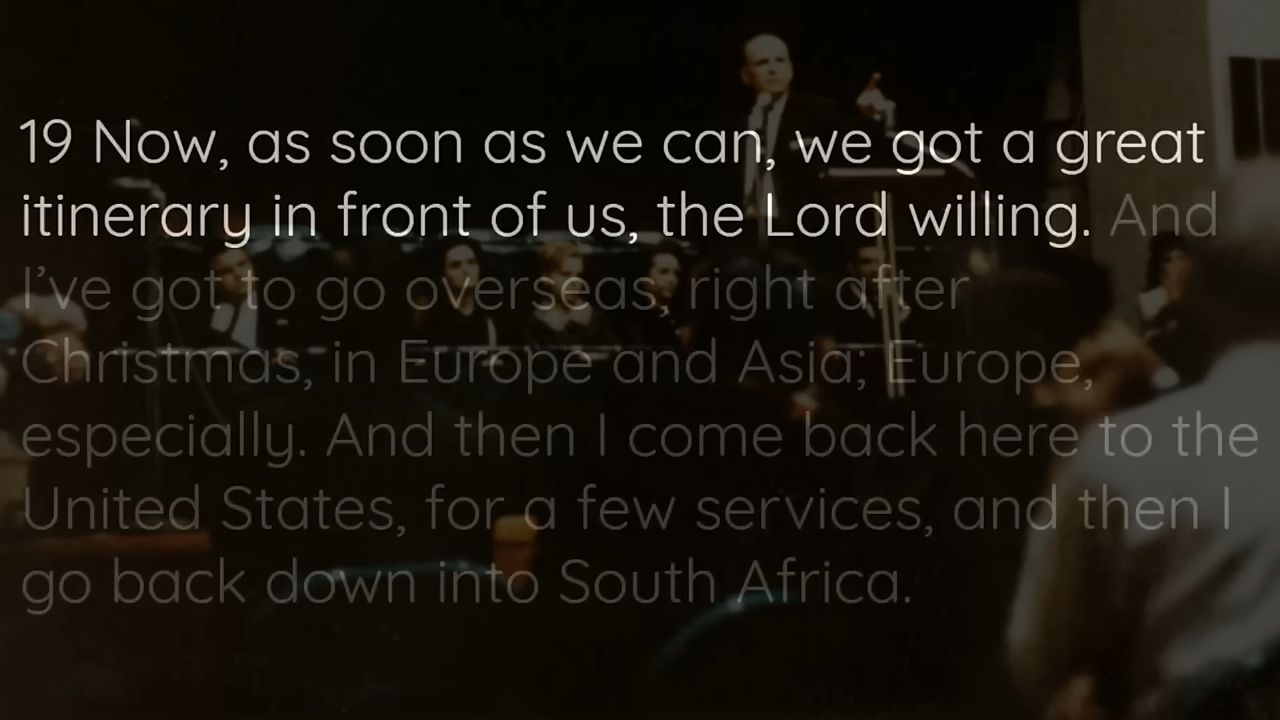 19 Now, as soon as we can, we got a great
itinerary in front of us, the Lord willing. And
I’ve got to go overseas, right after
Christmas, in Europe and Asia; Europe,
especially. And then I come back here to the
United States, for a few services, and then I
go back down into South Africa.